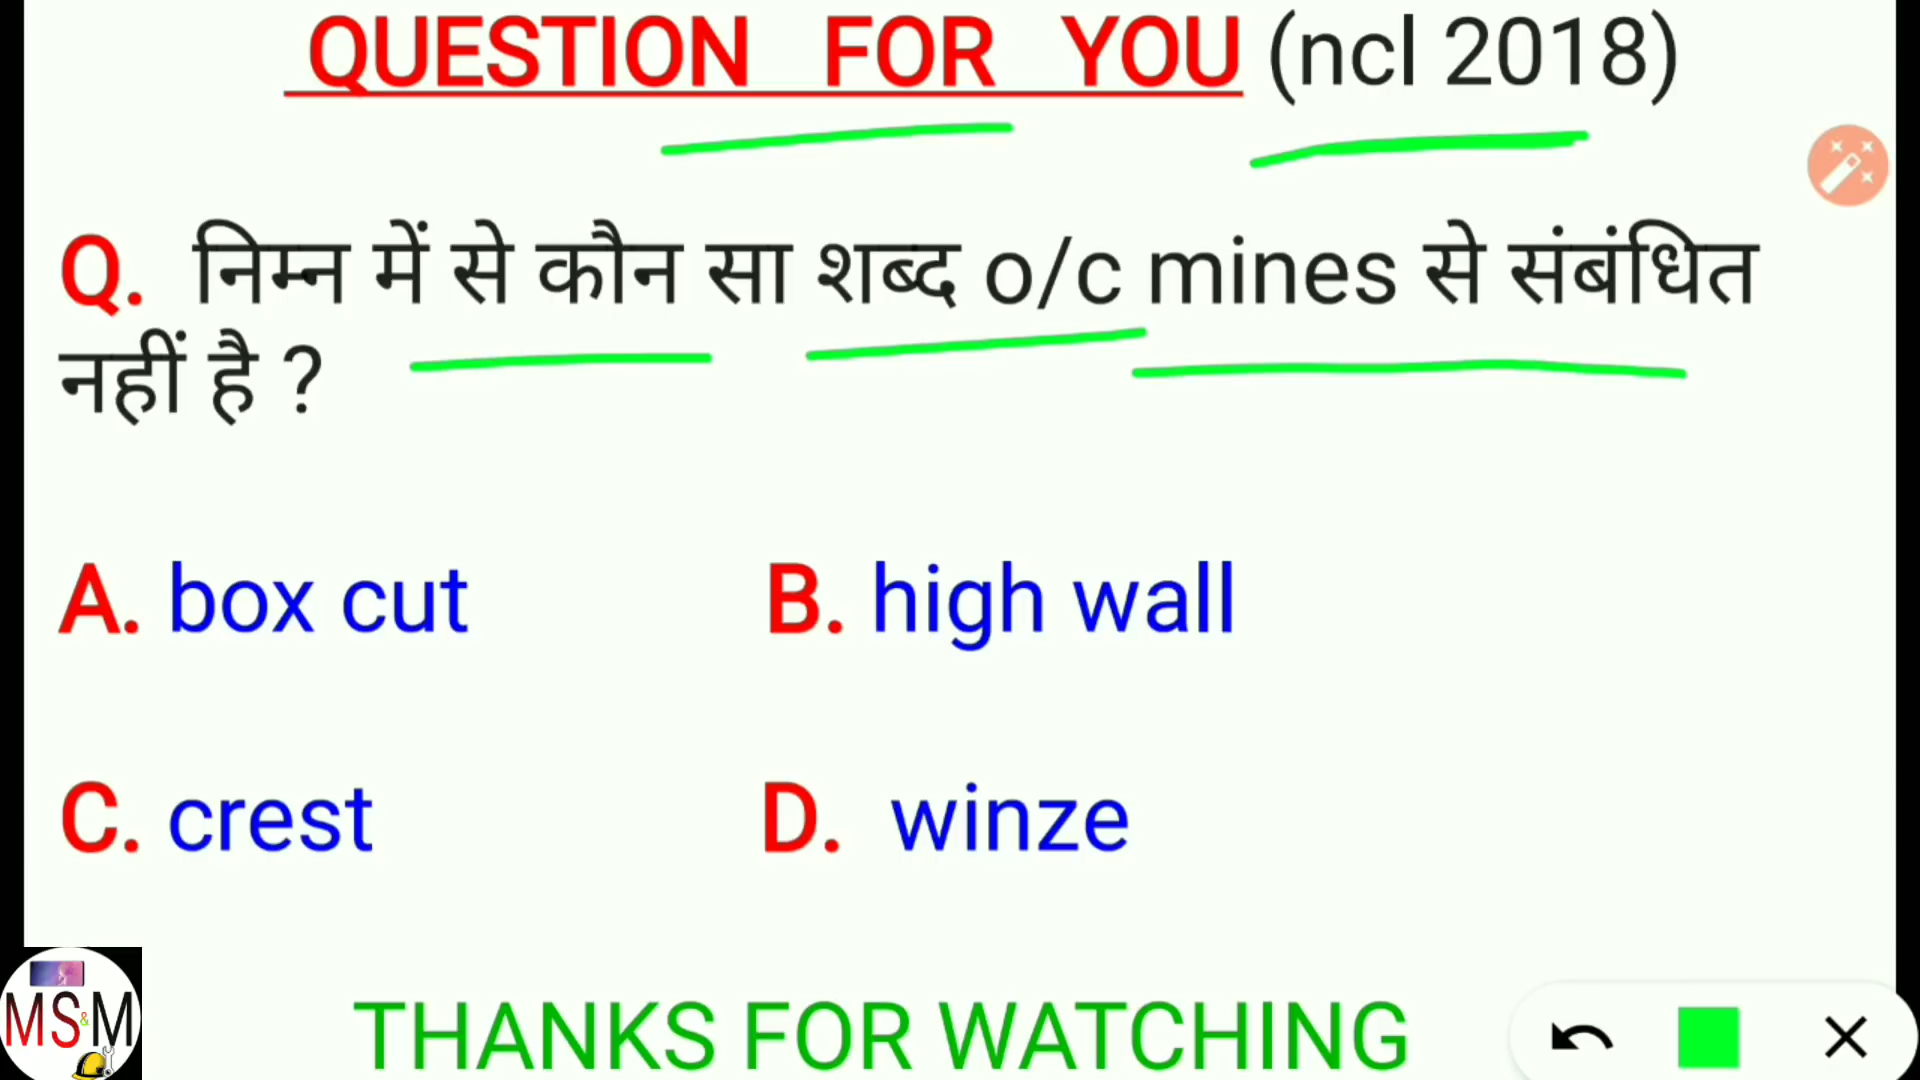 QUESTION FOR YOU (ncl 2018)
Q. निम्न में से कौन सा शब्द o/c mines से संबंधित
नहीं है ?
A. box cut B. high wall
C. crest D. winze
MS&M
THANKS FOR WATCHING